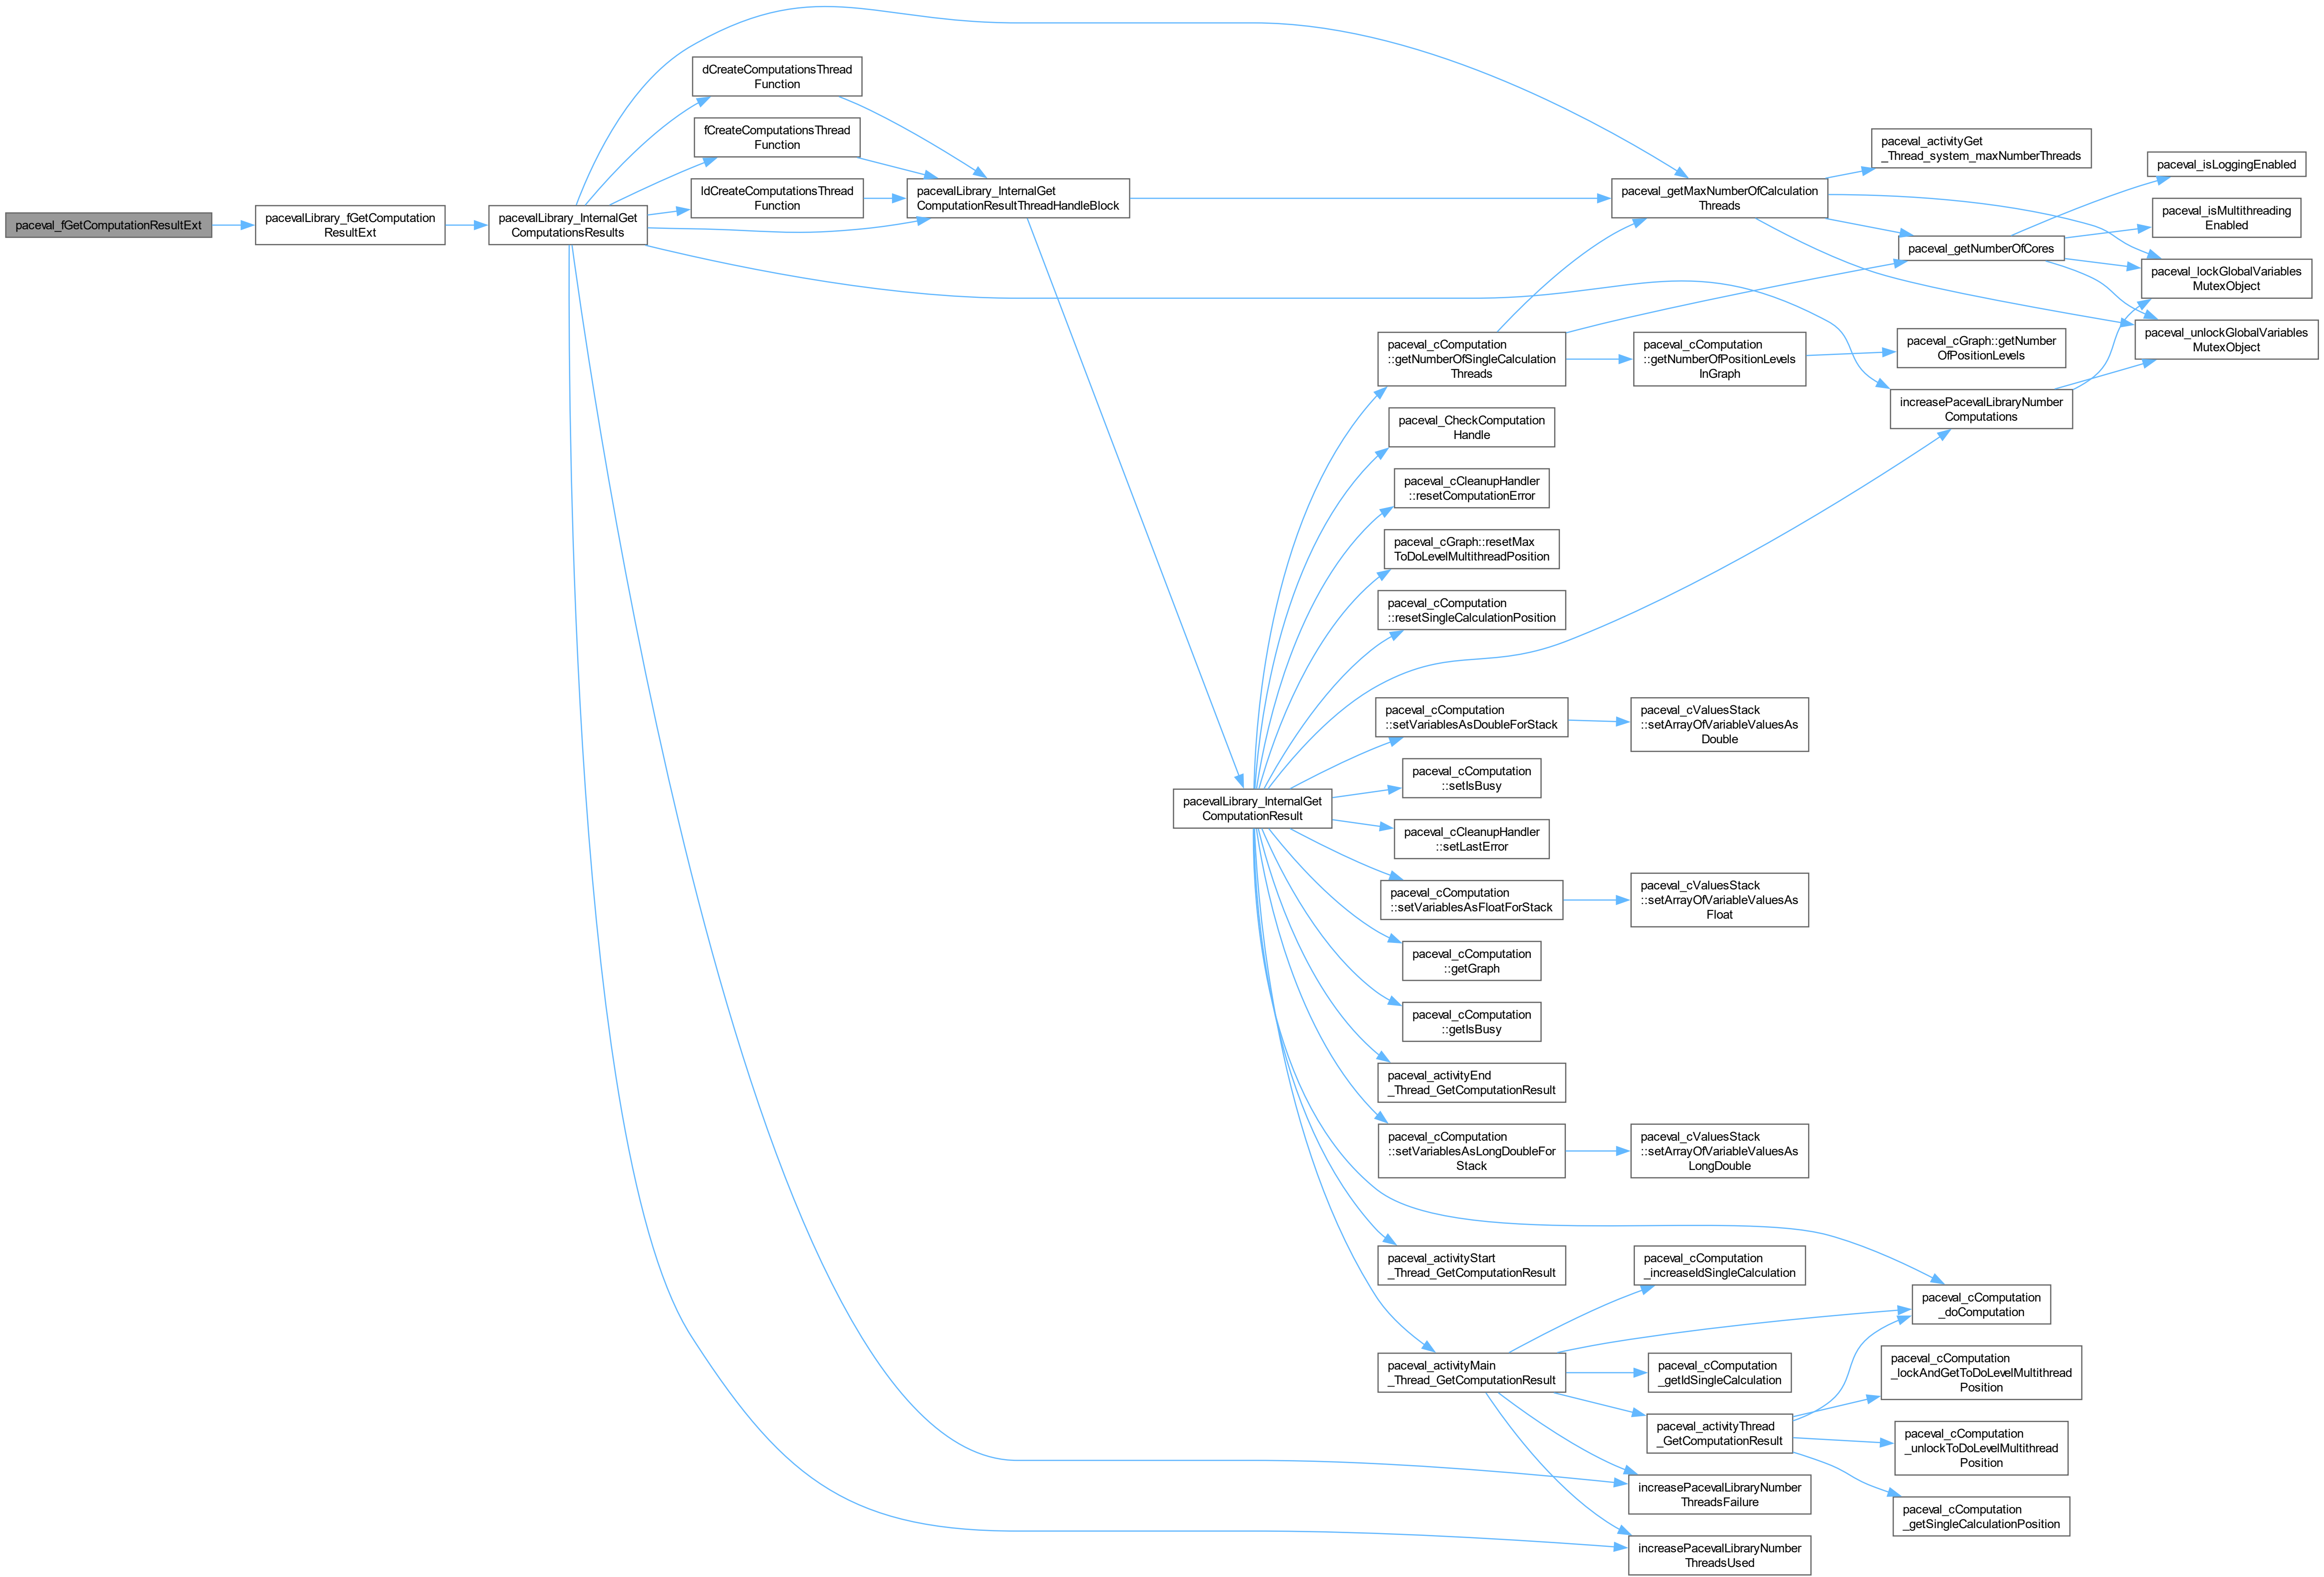 paceval_fGetComputationResultExt
pacevalLibrary_fGetComputation
ResultExt
pacevalLibrary_InternalGet
ComputationsResults
dCreateComputationsThread
Function
fCreateComputationsThread
Function
ldCreateComputationsThread
Function
pacevalLibrary_InternalGet
ComputationResultThreadHandleBlock
pacevalLibrary_InternalGet
ComputationResult
paceval_cComputation
::getNumberOfSingleCalculation
Threads
paceval_CheckComputation
Handle
paceval_cCleanupHandler
::resetComputationError
paceval_cGraph::resetMax
ToDoLevelMultithreadPosition
paceval_cComputation
::resetSingleCalculationPosition
paceval_cComputation
::setVariablesAsDoubleForStack
paceval_cComputation
::setIsBusy
paceval_cCleanupHandler
::setLastError
paceval_cComputation
::setVariablesAsFloatForStack
paceval_cComputation
::getGraph
paceval_cComputation
::getIsBusy
paceval_activityEnd
_Thread_GetComputationResult
paceval_cComputation
::setVariablesAsLongDoubleFor
Stack
paceval_activityStart
_Thread_GetComputationResult
paceval_activityMain
_Thread_GetComputationResult
paceval_getMaxNumberOfCalculation
Threads
paceval_cComputation
::getNumberOfPositionLevels
InGraph
paceval_cValuesStack
::setArrayOfVariableValuesAs
Double
paceval_cValuesStack
::setArrayOfVariableValuesAs
Float
paceval_cValuesStack
::setArrayOfVariableValuesAs
LongDouble
paceval_cComputation
_increaseIdSingleCalculation
paceval_cComputation
_getIdSingleCalculation
paceval_activityThread
_GetComputationResult
increasePacevalLibraryNumber
ThreadsFailure
increasePacevalLibraryNumber
ThreadsUsed
paceval_activityGet
_Thread_system_maxNumberThreads
paceval_getNumberOfCores
paceval_cGraph::getNumber
OfPositionLevels
increasePacevalLibraryNumber
Computations
paceval_cComputation
_doComputation
paceval_cComputation
_lockAndGetToDoLevelMultithread
Position
paceval_cComputation
_unlockToDoLevelMultithread
Position
paceval_cComputation
_getSingleCalculationPosition
paceval_isLoggingEnabled
paceval_isMultithreading
Enabled
paceval_lockGlobalVariables
MutexObject
paceval_unlockGlobalVariables
MutexObject